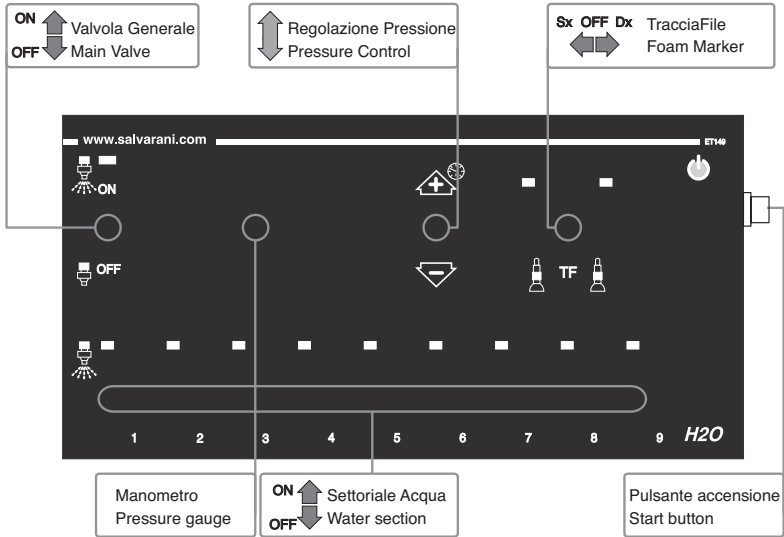 ON Valvola Generale
OFF Main Valve
Regolazione Pressione
Pressure Control
Sx OFF Dx TracciaFile
Foam Marker
www.salvarani.com
ET149
ON
OFF
TF
1 2 3 4 5 6 7 8 9 H2O
Manometro
Pressure gauge
ON Settoriale Acqua
OFF Water section
Pulsante accensione
Start button